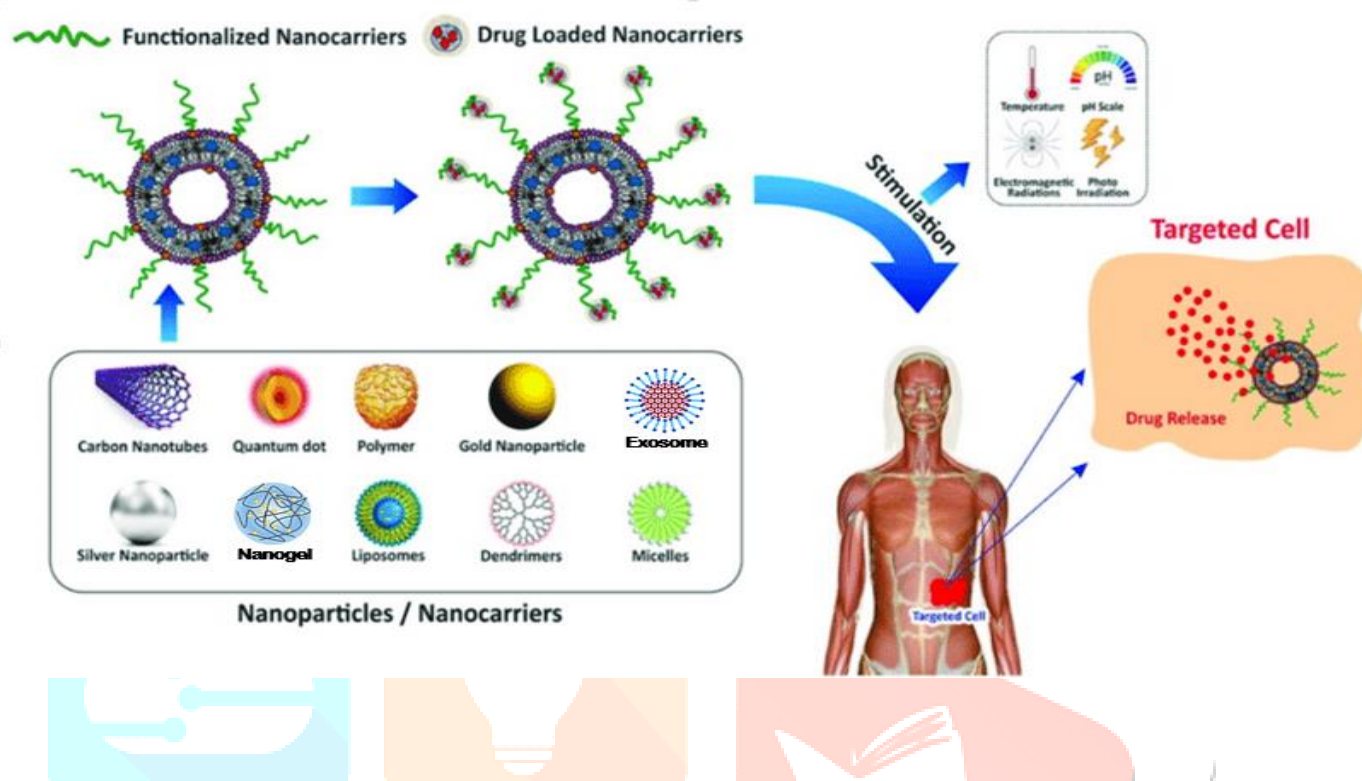 Functionalized Nanocarriers
Drug Loaded Nanocarriers
Temperature
pH
pH Scale
Electromagnetic
Radiations
Photo
Irradiation
Stimulation
Targeted Cell
Drug Release
Carbon Nanotubes
Quantum dot
Polymer
Gold Nanoparticle
Exosome
Silver Nanoparticle
Nanogel
Liposomes
Dendrimers
Micelles
Nanoparticles / Nanocarriers
Targeted Cell